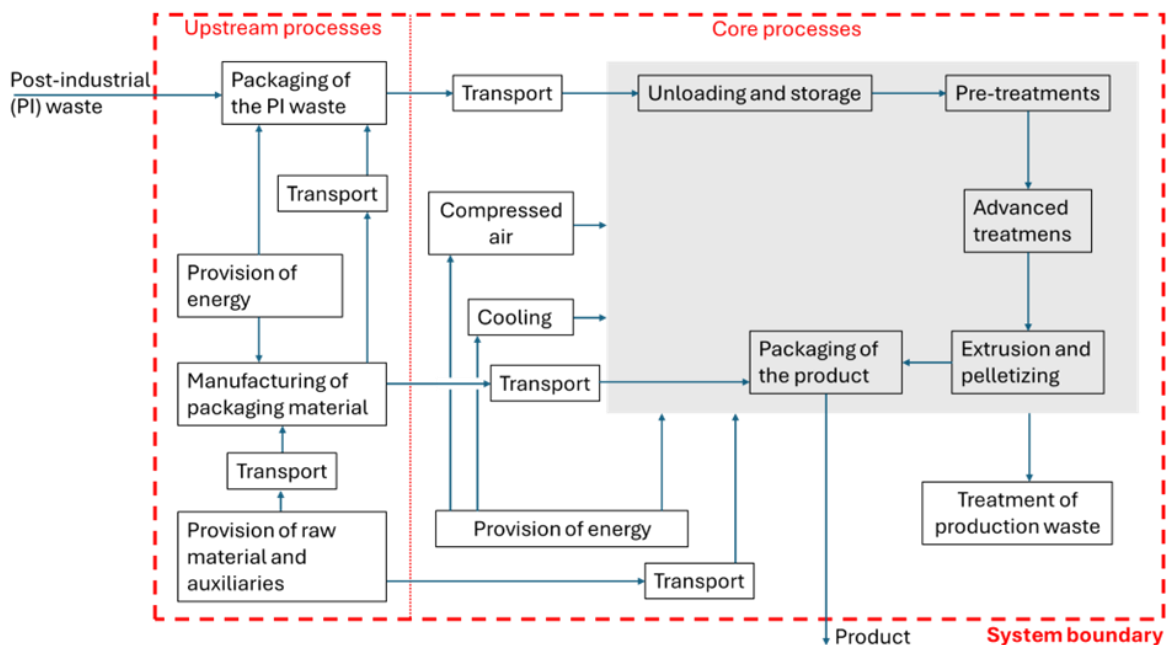 Upstream processes
Core processes
Post-industrial
(PI) waste
Packaging of
the PI waste
Transport
Unloading and storage
Pre-treatments
Transport
Compressed
air
Advanced
treatmens
Provision of
energy
Cooling
Packaging of
the product
Extrusion and
pelletizing
Manufacturing of
packaging material
Transport
Transport
Provision of raw
material and
auxiliaries
Provision of energy
Treatment of
production waste
Transport
Product
System boundary